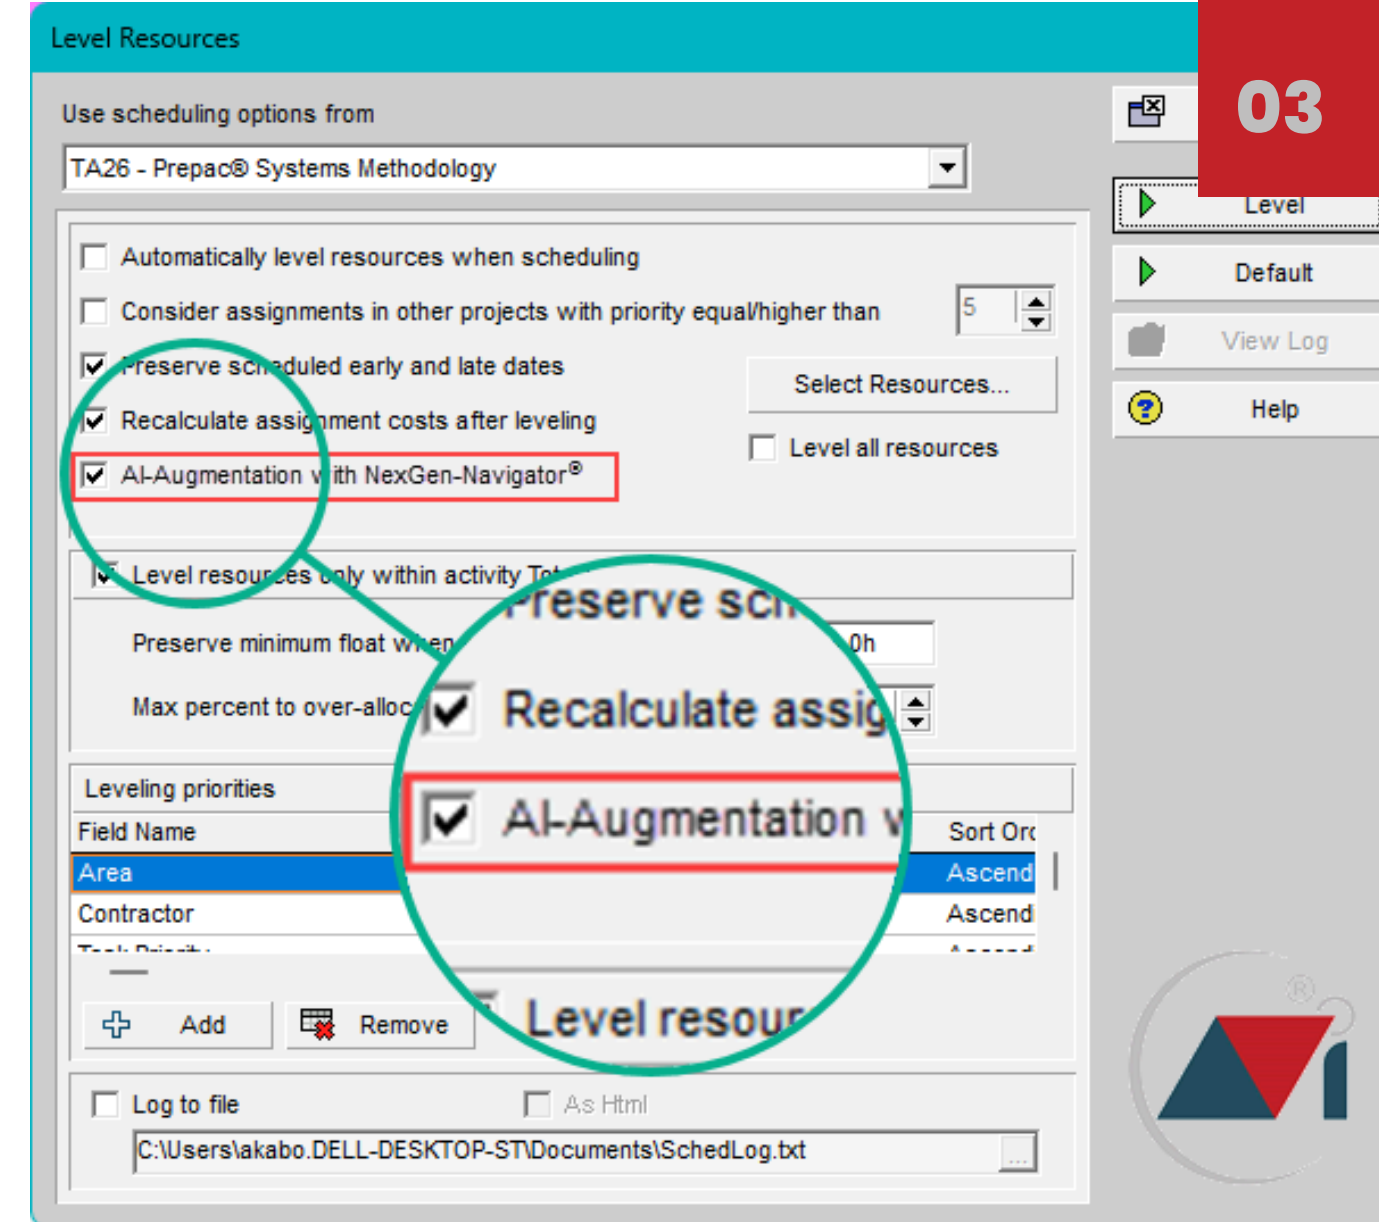 Level Resources
03
Use scheduling options from
TA26 - Prepac® Systems Methodology
Level
Automatically level resources when scheduling
Default
Consider assignments in other projects with priority equal/higher than
5
View Log
Preserve scheduled early and late dates
Select Resources...
Help
Recalculate assignment costs after leveling
Level all resources
AI-Augmentation with NexGen-Navigator®
Level resources only within activity
Preserve sch
Preserve minimum float when
0h
Recalculate assig
Max percent to over-alloc
Leveling priorities
AI-Augmentation w
Field Name
Sort Ord
Area
Ascend
Contractor
Ascend
Task Priority
Ascend
Add
Remove
Level resour
®
Log to file
As Html
C:\Users\akabo.DELL-DESKTOP-ST\Documents\SchedLog.txt
...